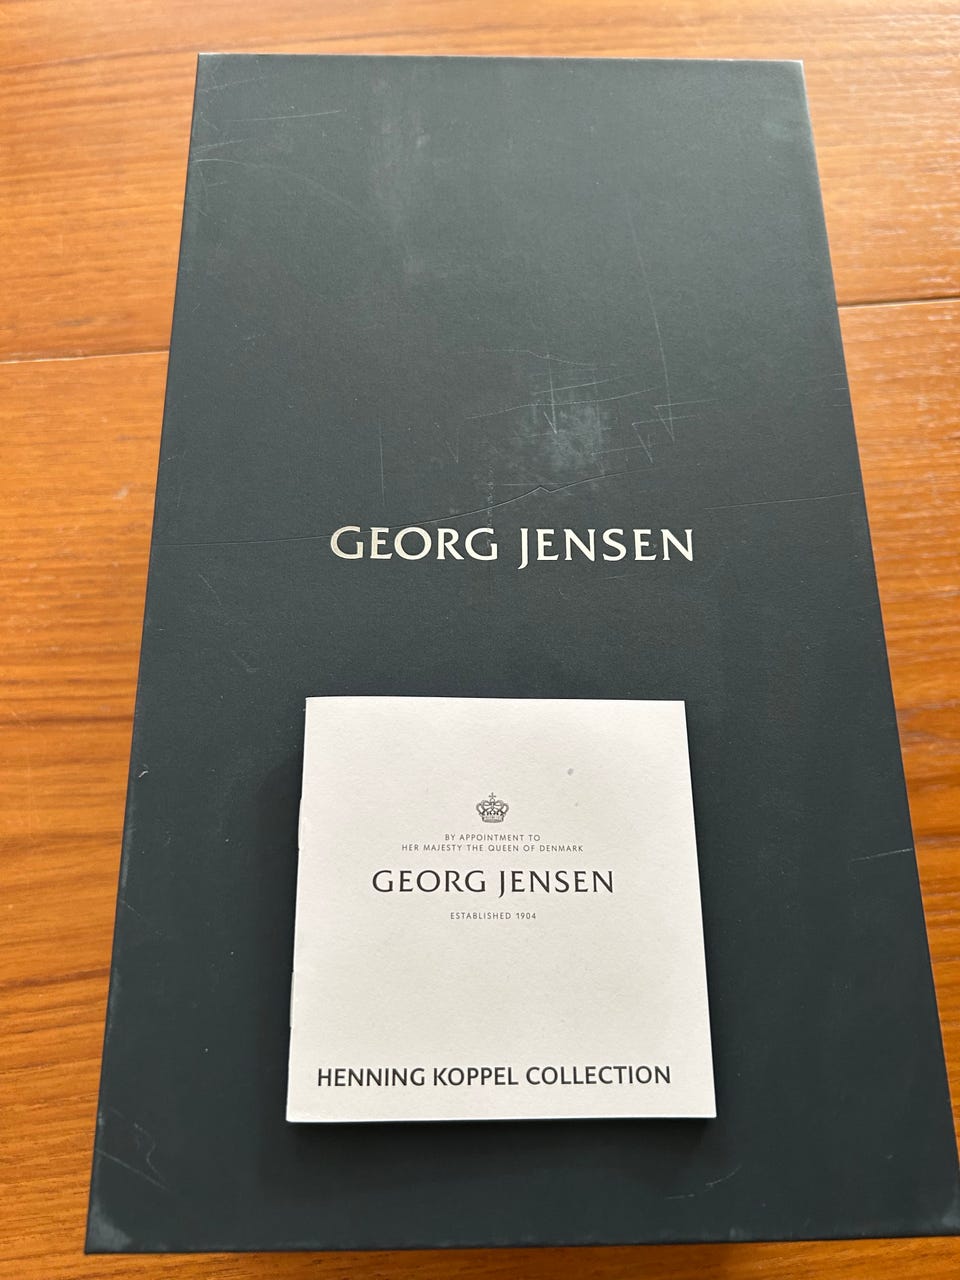 GEORG JENSEN
BY APPOINTMENT TO
HER MAJESTY THE QUEEN OF DENMARK
GEORG JENSEN
ESTABLISHED 1904
HENNING KOPPEL COLLECTION